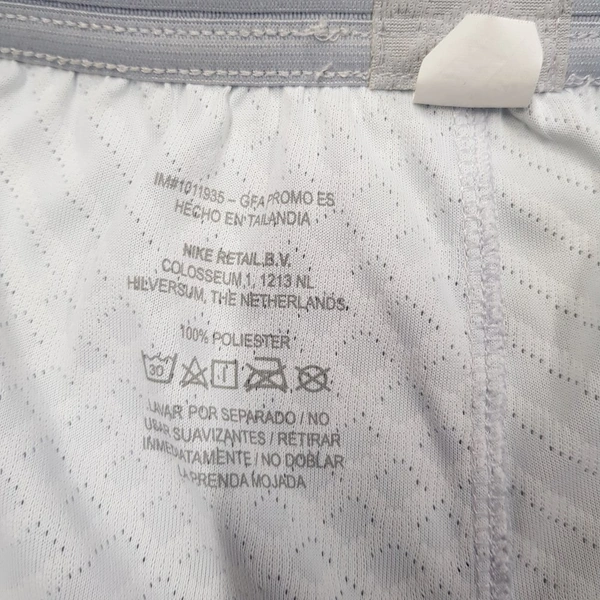 IM#1011935 – GFA PROMO ES
HECHO EN TAILANDIA
NIKE RETAIL B.V.
COLOSSEUM 1, 1213 NL
HILVERSUM, THE NETHERLANDS
100% POLIESTER
30
LAVAR POR SEPARADO / NO
USAR SUAVIZANTES / RETIRAR
INMEDIATAMENTE / NO DOBLAR
LA PRENDA MOJADA